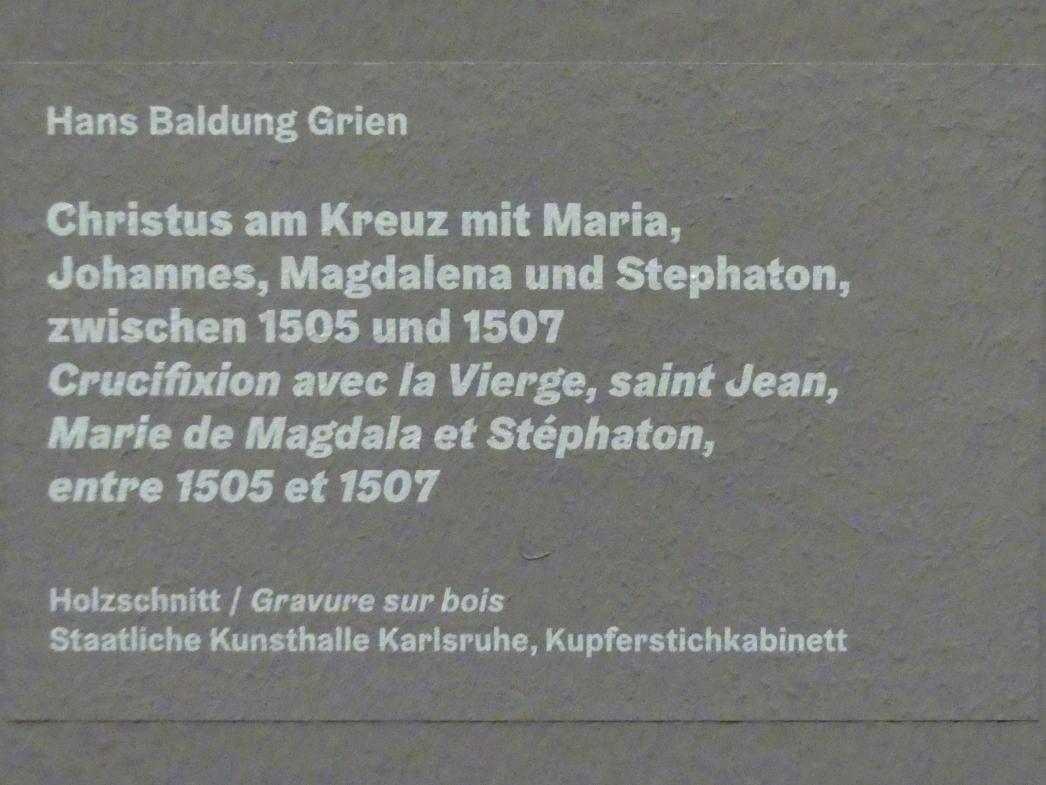 Hans Baldung Grien
Christus am Kreuz mit Maria,
Johannes, Magdalena und Stephaton,
zwischen 1505 und 1507
Crucifixion avec la Vierge, saint Jean,
Marie de Magdala et Stéphaton,
entre 1505 et 1507
Holzschnitt / Gravure sur bois
Staatliche Kunsthalle Karlsruhe, Kupferstichkabinett